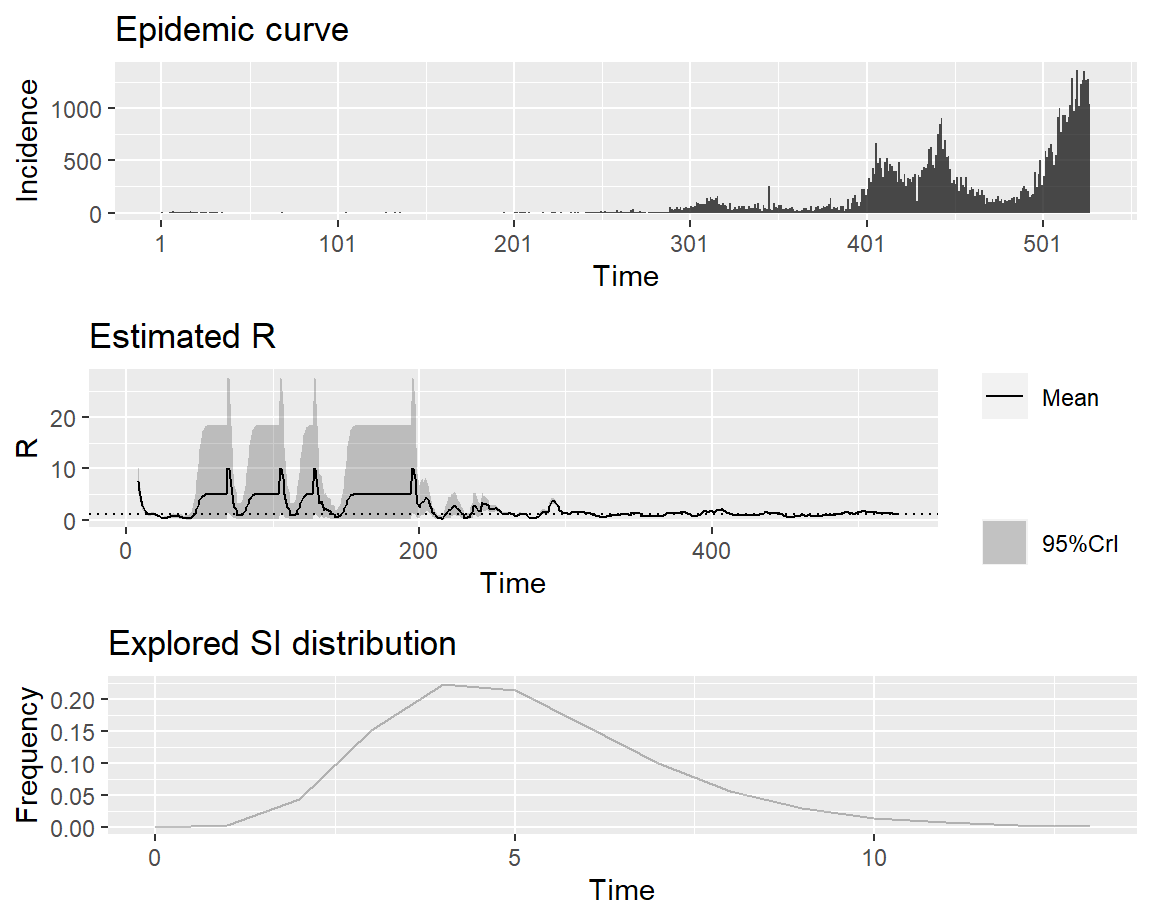 Epidemic curve
Incidence
1000
500
0
1 101 201 301 401 501
Time
Estimated R
R
20
10
0
0 200 400
Time
Mean
95%CrI
Explored SI distribution
Frequency
0.20
0.15
0.10
0.05
0.00
0 5 10
Time